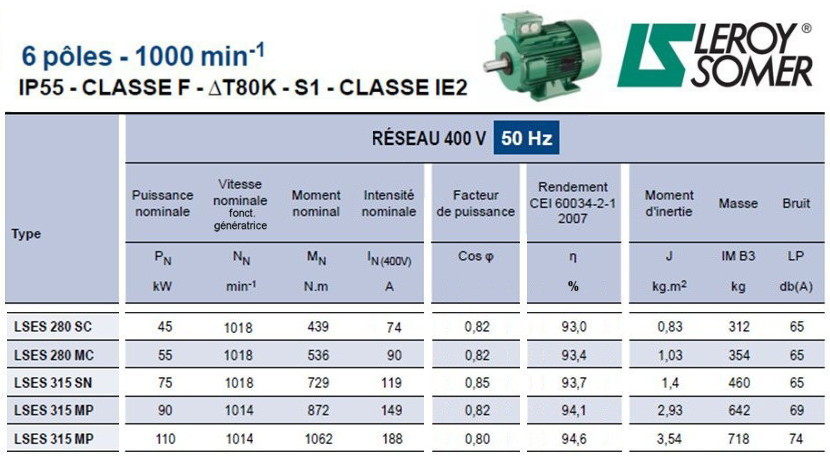 6 pôles - 1000 min-1
IP55 - CLASSE F - ∆T80K - S1 - CLASSE IE2
LS LEROY®
SOMER
RÉSEAU 400 V 50 Hz
Type
Puissance nominale
Vitesse nominale fonct. génératrice
Moment nominal
Intensité nominale
Facteur de puissance
Rendement CEI 60034-2-1 2007
Moment d'inertie
Masse
Bruit
PN NN MN IN (400V) Cos φ η J IM B3 LP
kW min-1 N.m A % kg.m2 kg db(A)
LSES 280 SC 45 1018 439 74 0,82 93,0 0,83 312 65
LSES 280 MC 55 1018 536 90 0,82 93,4 1,03 354 65
LSES 315 SN 75 1018 729 119 0,85 93,7 1,4 460 65
LSES 315 MP 90 1014 872 149 0,82 94,1 2,93 642 69
LSES 315 MP 110 1014 1062 188 0,80 94,6 3,54 718 74